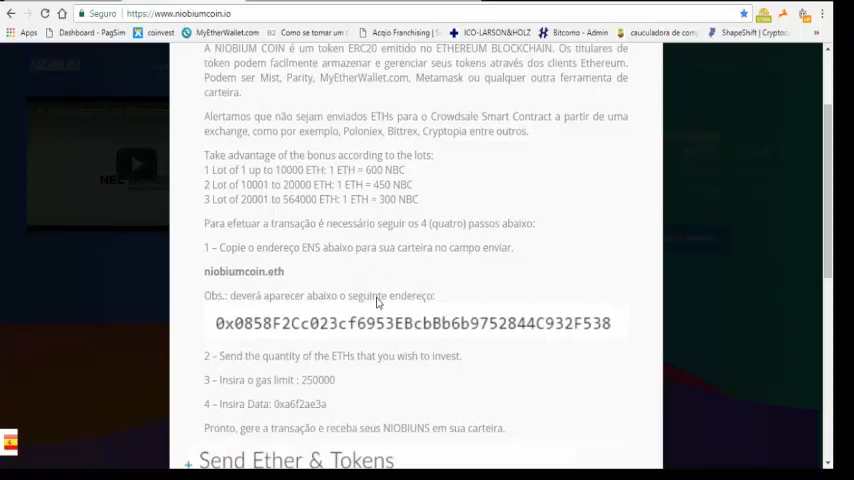 Seguro | https://www.niobiumcoin.io
Apps Dashboard - PagSim coinvest MyEtherWallet.com Como se tornar um f Acqio Franchising | S ICO-LARSON&HOLZ Bitcomo - Admin cauculadora de com ShapeShift | Crypto
A NIOBIUM COIN é um token ERC20 emitido no ETHEREUM BLOCKCHAIN. Os titulares de
token podem facilmente armazenar e gerenciar seus tokens através dos clients Ethereum.
Podem ser Mist, Parity, MyEtherWallet.com, Metamask ou qualquer outra ferramenta de
carteira.
Alertamos que não sejam enviados ETHs para o Crowdsale Smart Contract a partir de uma
exchange, como por exemplo, Poloniex, Bittrex, Cryptopia entre outros.
Take advantage of the bonus according to the lots:
1 Lot of 1 up to 10000 ETH: 1 ETH = 600 NBC
2 Lot of 10001 to 20000 ETH: 1 ETH = 450 NBC
3 Lot of 20001 to 564000 ETH: 1 ETH = 300 NBC
Para efetuar a transação é necessário seguir os 4 (quatro) passos abaixo:
1 – Copie o endereço ENS abaixo para sua carteira no campo enviar.
niobiumcoin.eth
Obs.: deverá aparecer abaixo o seguinte endereço:
0x0858F2Cc023cf6953EBcbBb6b9752844C932F538
2 – Send the quantity of the ETHs that you wish to invest.
3 – Insira o gas limit : 250000
4 – Insira Data: 0xa6f2ae3a
Pronto, gere a transação e receba seus NIOBIUNS em sua carteira.
+ Send Ether & Tokens